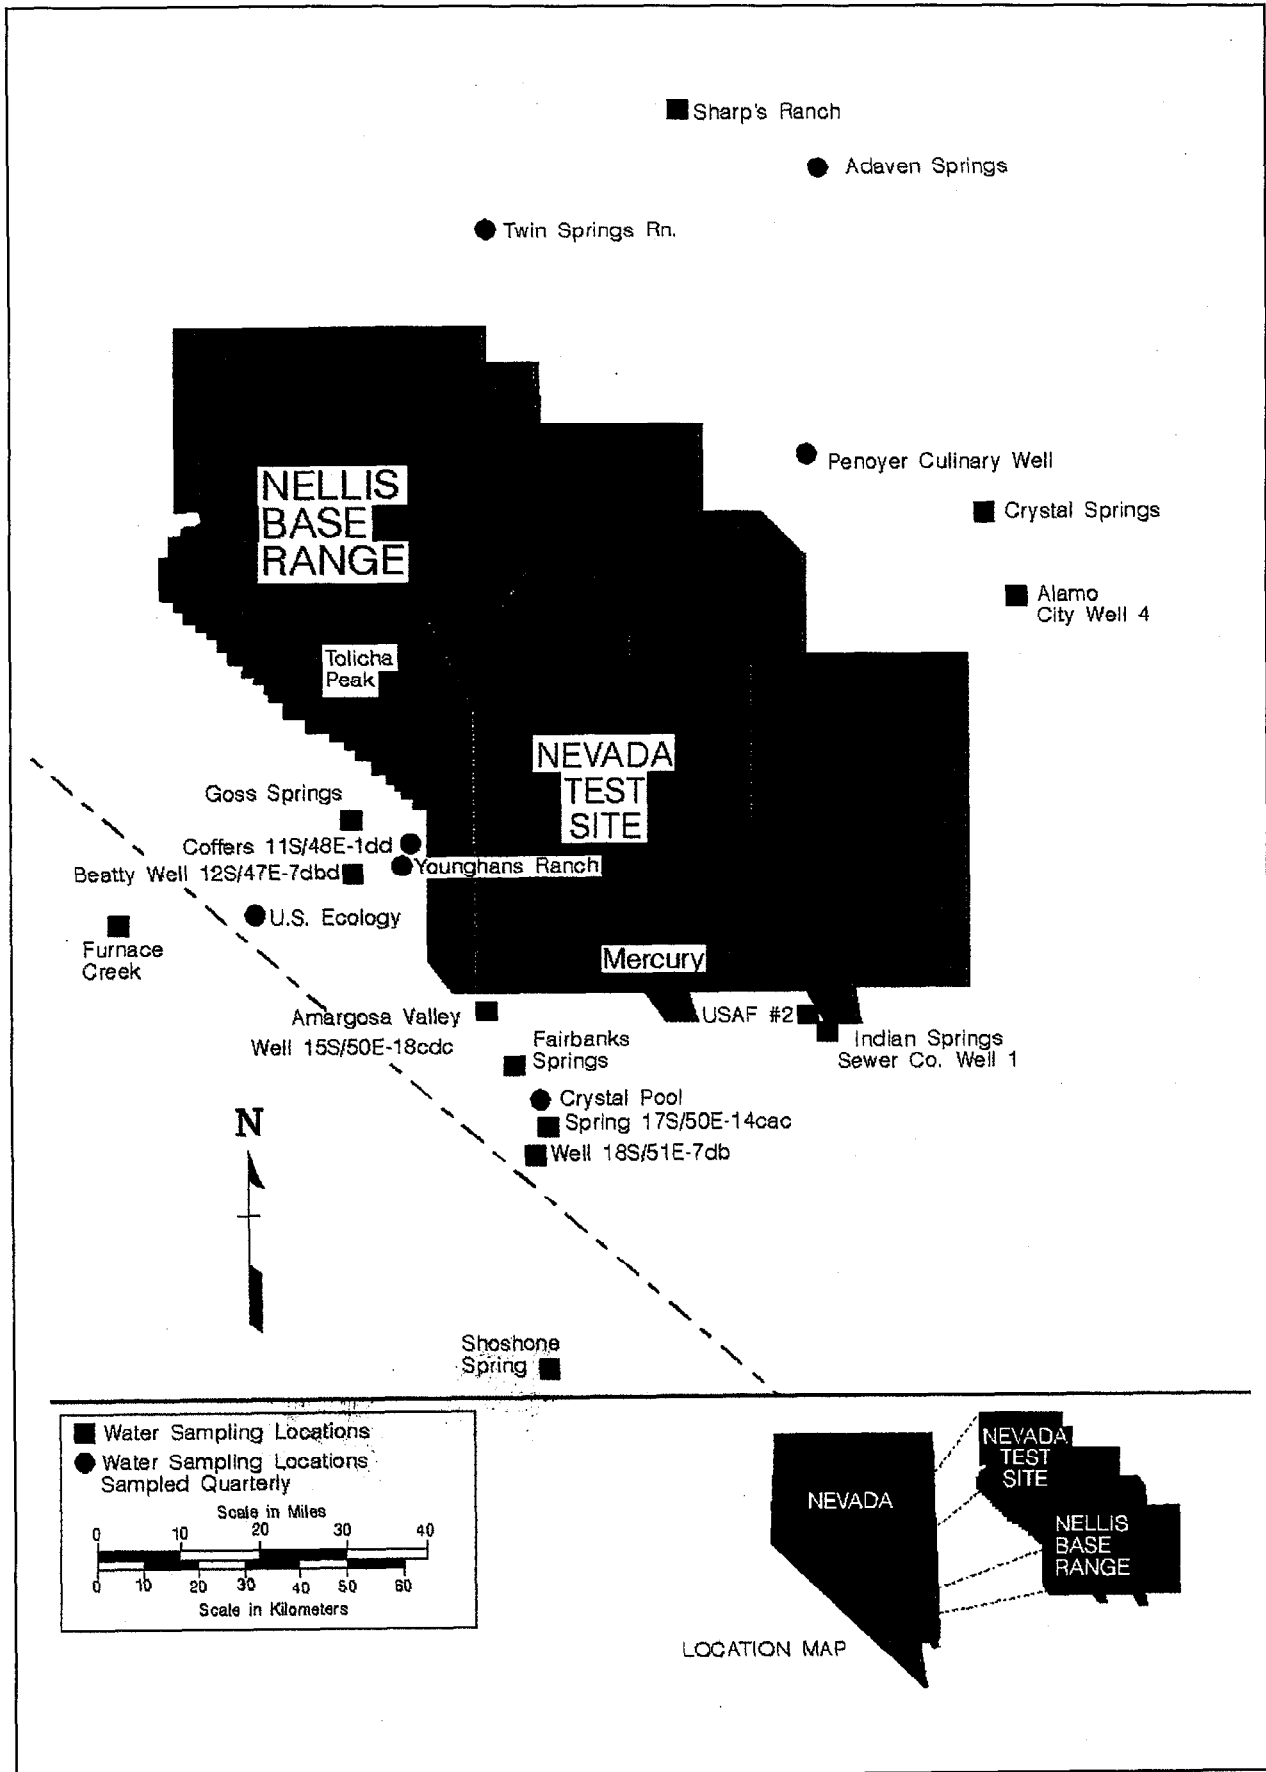 Sharp's Ranch
Adaven Springs
Twin Springs Rn.
Penoyer Culinary Well
NELLIS
BASE
RANGE
Crystal Springs
Alamo
City Well 4
Tolicha
Peak
NEVADA
TEST
SITE
Goss Springs
Coffers 11S/48E-1dd
Younghans Ranch
Beatty Well 12S/47E-7dbd
U.S. Ecology
Furnace
Creek
Mercury
Amargosa Valley
Well 15S/50E-18cdc
USAF #2
Indian Springs
Sewer Co. Well 1
Fairbanks
Springs
Crystal Pool
Spring 17S/50E-14cac
Well 18S/51E-7db
N
Shoshone
Spring
Water Sampling Locations
Water Sampling Locations
Sampled Quarterly
Scale in Miles
0 10 20 30 40
0 10 20 30 40 50 60
Scale in Kilometers
NEVADA
NEVADA
TEST
SITE
NELLIS
BASE
RANGE
LOCATION MAP